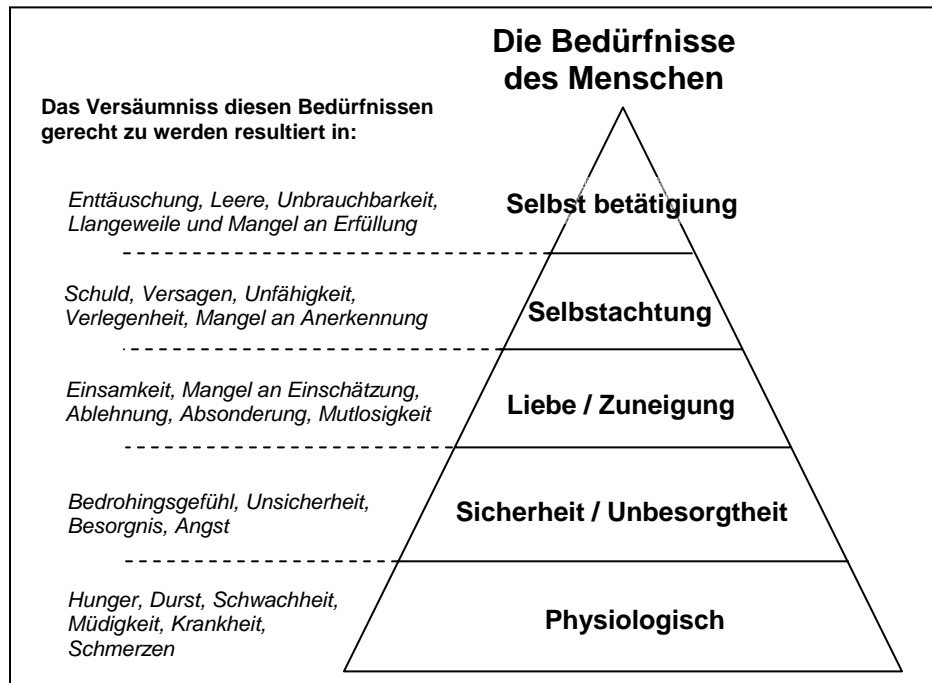 Die Bedürfnisse
des Menschen
Das Versäumniss diesen Bedürfnissen
gerecht zu werden resultiert in:
Enttäuschung, Leere, Unbrauchbarkeit,
Llangeweile und Mangel an Erfüllung
Selbst betätigiung
Schuld, Versagen, Unfähigkeit,
Verlegenheit, Mangel an Anerkennung
Selbstachtung
Einsamkeit, Mangel an Einschätzung,
Ablehnung, Absonderung, Mutlosigkeit
Liebe / Zuneigung
Bedrohingsgefühl, Unsicherheit,
Besorgnis, Angst
Sicherheit / Unbesorgtheit
Hunger, Durst, Schwachheit,
Müdigkeit, Krankheit,
Schmerzen
Physiologisch